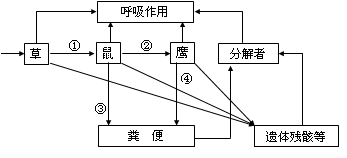 呼吸作用
草 ① 鼠 ② 鹰 分解者
③ ④
粪 便 遗体残骸等